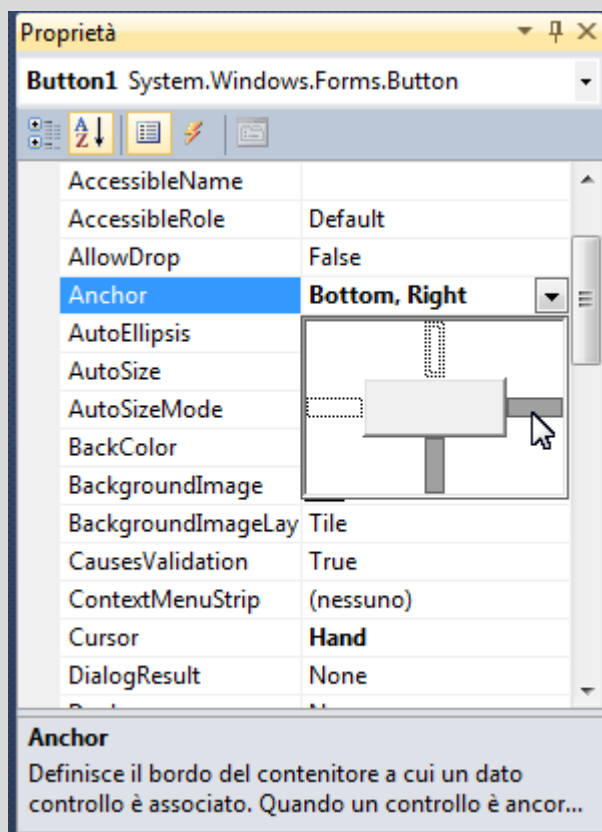 Proprietà
Button1 System.Windows.Forms.Button
AccessibleName
AccessibleRole Default
AllowDrop False
Anchor Bottom, Right
AutoEllipsis
AutoSize
AutoSizeMode
BackColor
BackgroundImage
BackgroundImageLay Tile
CausesValidation True
ContextMenuStrip (nessuno)
Cursor Hand
DialogResult None
Anchor
Definisce il bordo del contenitore a cui un dato
controllo è associato. Quando un controllo è ancor...